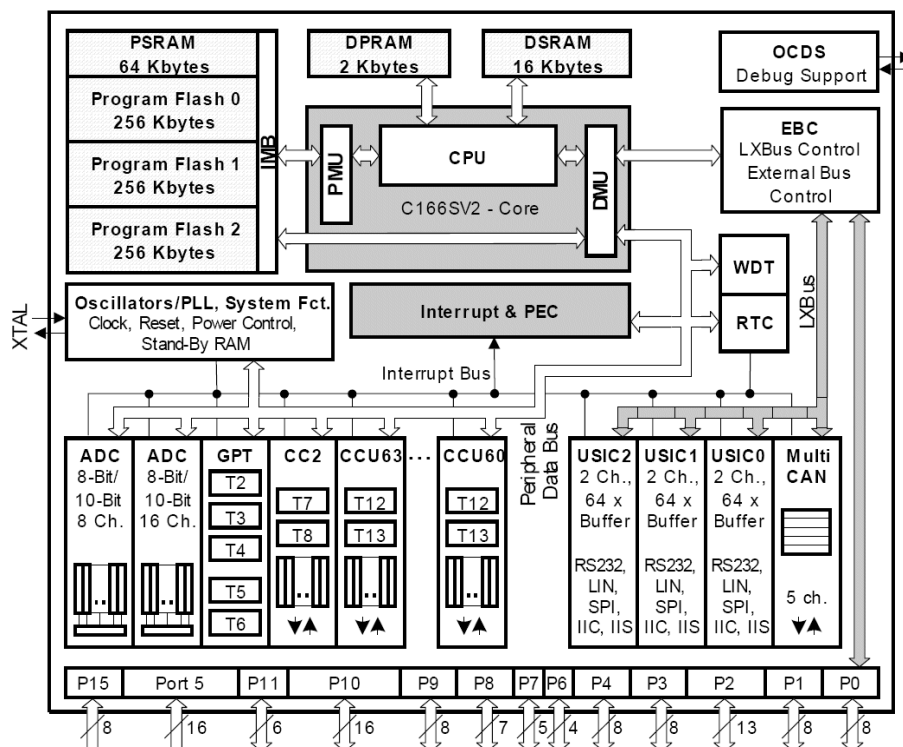 PSRAM
64 Kbytes
Program Flash 0
256 Kbytes
Program Flash 1
256 Kbytes
Program Flash 2
256 Kbytes
IMB
DPRAM
2 Kbytes
DSRAM
16 Kbytes
OCDS
Debug Support
PMU
CPU
DMU
C166SV2 - Core
EBC
LXBus Control
External Bus
Control
WDT
RTC
LXBus
XTAL
Oscillators/PLL, System Fct.
Clock, Reset, Power Control,
Stand-By RAM
Interrupt & PEC
Interrupt Bus
Peripheral
Data Bus
ADC
8-Bit/
10-Bit
8 Ch.
ADC
8-Bit/
10-Bit
16 Ch.
GPT
T2
T3
T4
T5
T6
CC2
T7
T8
CCU63
T12
T13
...
CCU60
T12
T13
USIC2
2 Ch.,
64 x
Buffer
RS232,
LIN,
SPI,
IIC, IIS
USIC1
2 Ch.,
64 x
Buffer
RS232,
LIN,
SPI,
IIC, IIS
USIC0
2 Ch.,
64 x
Buffer
RS232,
LIN,
SPI,
IIC, IIS
Multi
CAN
5 ch.
P15 Port 5 P11 P10 P9 P8 P7 P6 P4 P3 P2 P1 P0
8 16 6 16 8 7 5 4 8 8 13 8 8